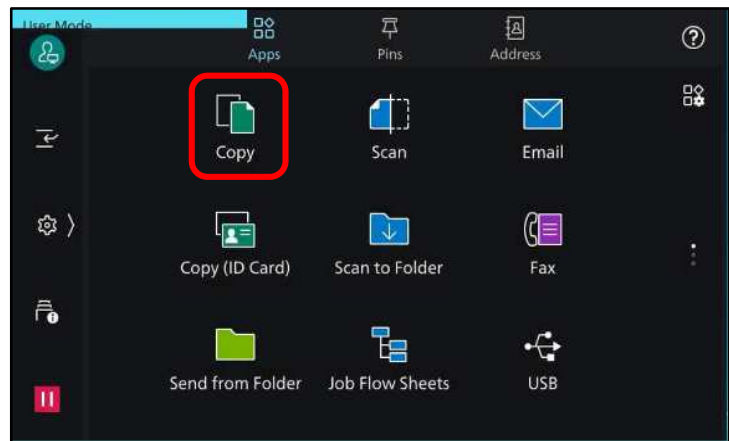 User Mode
Apps
Pins
Address
Copy
Scan
Email
Copy (ID Card)
Scan to Folder
Fax
Send from Folder
Job Flow Sheets
USB